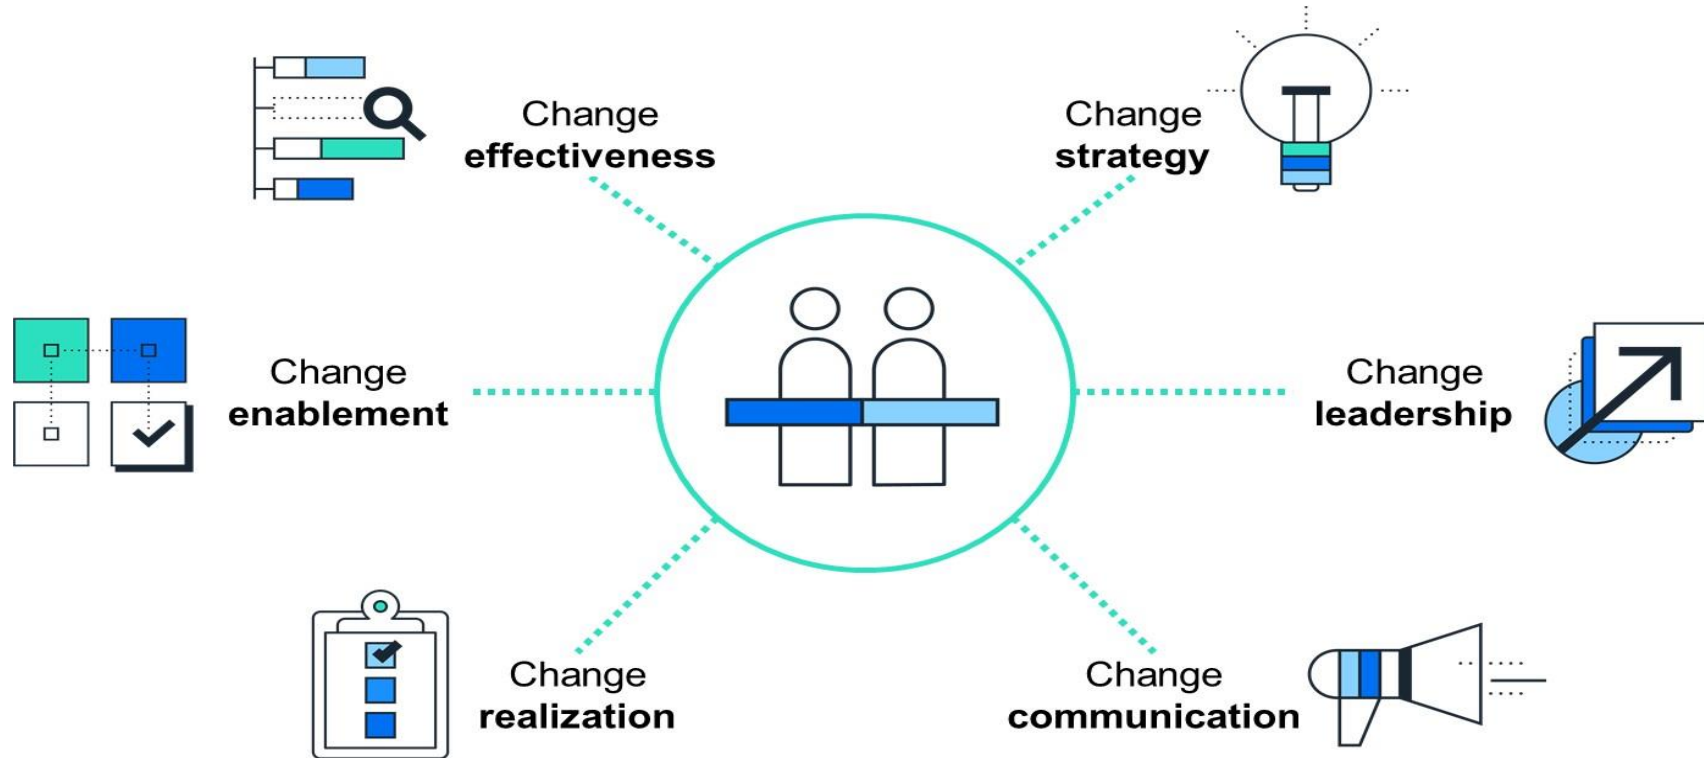 Change
effectiveness
Change
strategy
Change
enablement
Change
leadership
Change
realization
Change
communication